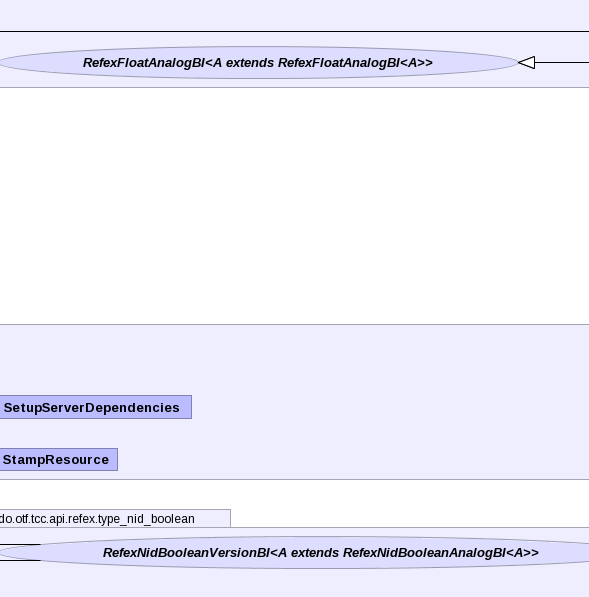 RefexFloatAnalogBI<A extends RefexFloatAnalogBI<A>>
SetupServerDependencies
StampResource
do.otf.tcc.api.refex.type_nid_boolean
RefexNidBooleanVersionBI<A extends RefexNidBooleanAnalogBI<A>>